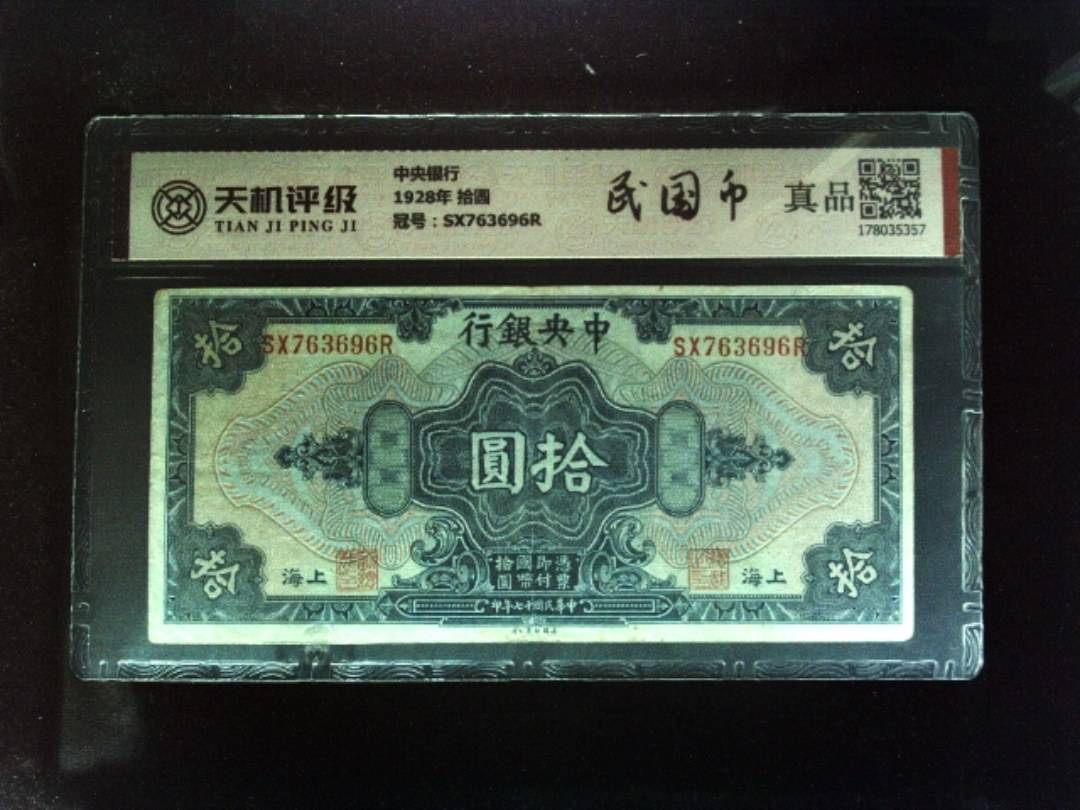 天机评级
TIAN JI PING JI
中央银行
1928年 拾圓
冠号：SX763696R
民国币
真品
178035357
中央銀行
拾
拾
SX763696R
SX763696R
拾圓
憑票即付國幣拾圓
上海
上海
拾
拾
中華民國十七年印